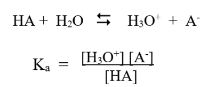 HA + H₂O ⇆ H₃O⁺ + A⁻
Kₐ = [H₃O⁺] [A⁻]
[HA]